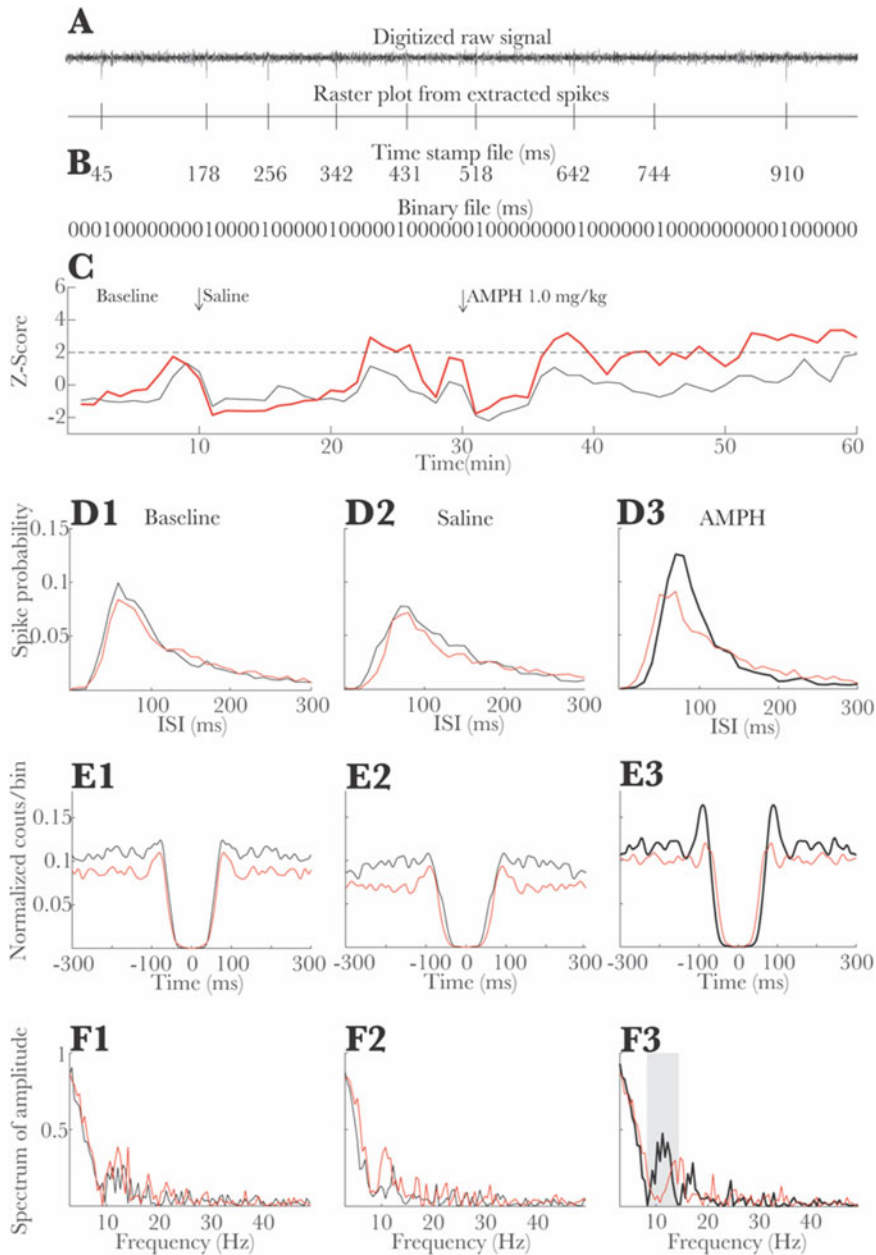 A
Digitized raw signal
Raster plot from extracted spikes
B
Time stamp file (ms)
45 178 256 342 431 518 642 744 910
Binary file (ms)
0001000000000100001000001000001000000100000000100000010000000000010000000
C
Z-Score
6
4
2
0
-2
Baseline
Saline
AMPH 1.0 mg/kg
10 20 30 40 50 60
Time(min)
D1 Baseline
D2 Saline
D3 AMPH
Spike probability
0.15
0.1
0.05
100 200 300
ISI (ms)
100 200 300
ISI (ms)
100 200 300
ISI (ms)
E1
E2
E3
Normalized couts/bin
0.15
0.1
0.05
-300 -100 0 100 300
Time (ms)
-300 -100 0 100 300
Time (ms)
-300 -100 0 100 300
Time (ms)
F1
F2
F3
Spectrum of amplitude
1
0.5
10 20 30 40
Frequency (Hz)
10 20 30 40
Frequency (Hz)
10 20 30 40
Frequency (Hz)